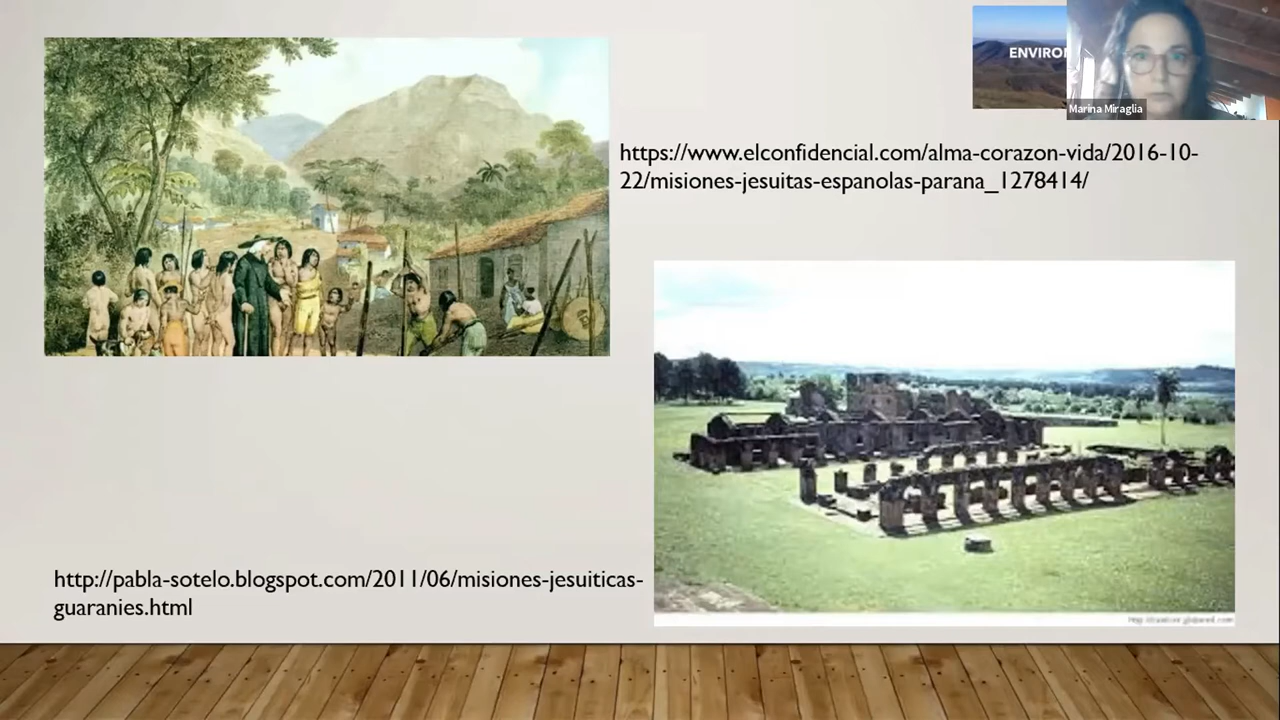 ENVIRO
Marina Miraglia
https://www.elconfidencial.com/alma-corazon-vida/2016-10-
22/misiones-jesuitas-espanolas-parana_1278414/
http://pabla-sotelo.blogspot.com/2011/06/misiones-jesuiticas-
guaranies.html